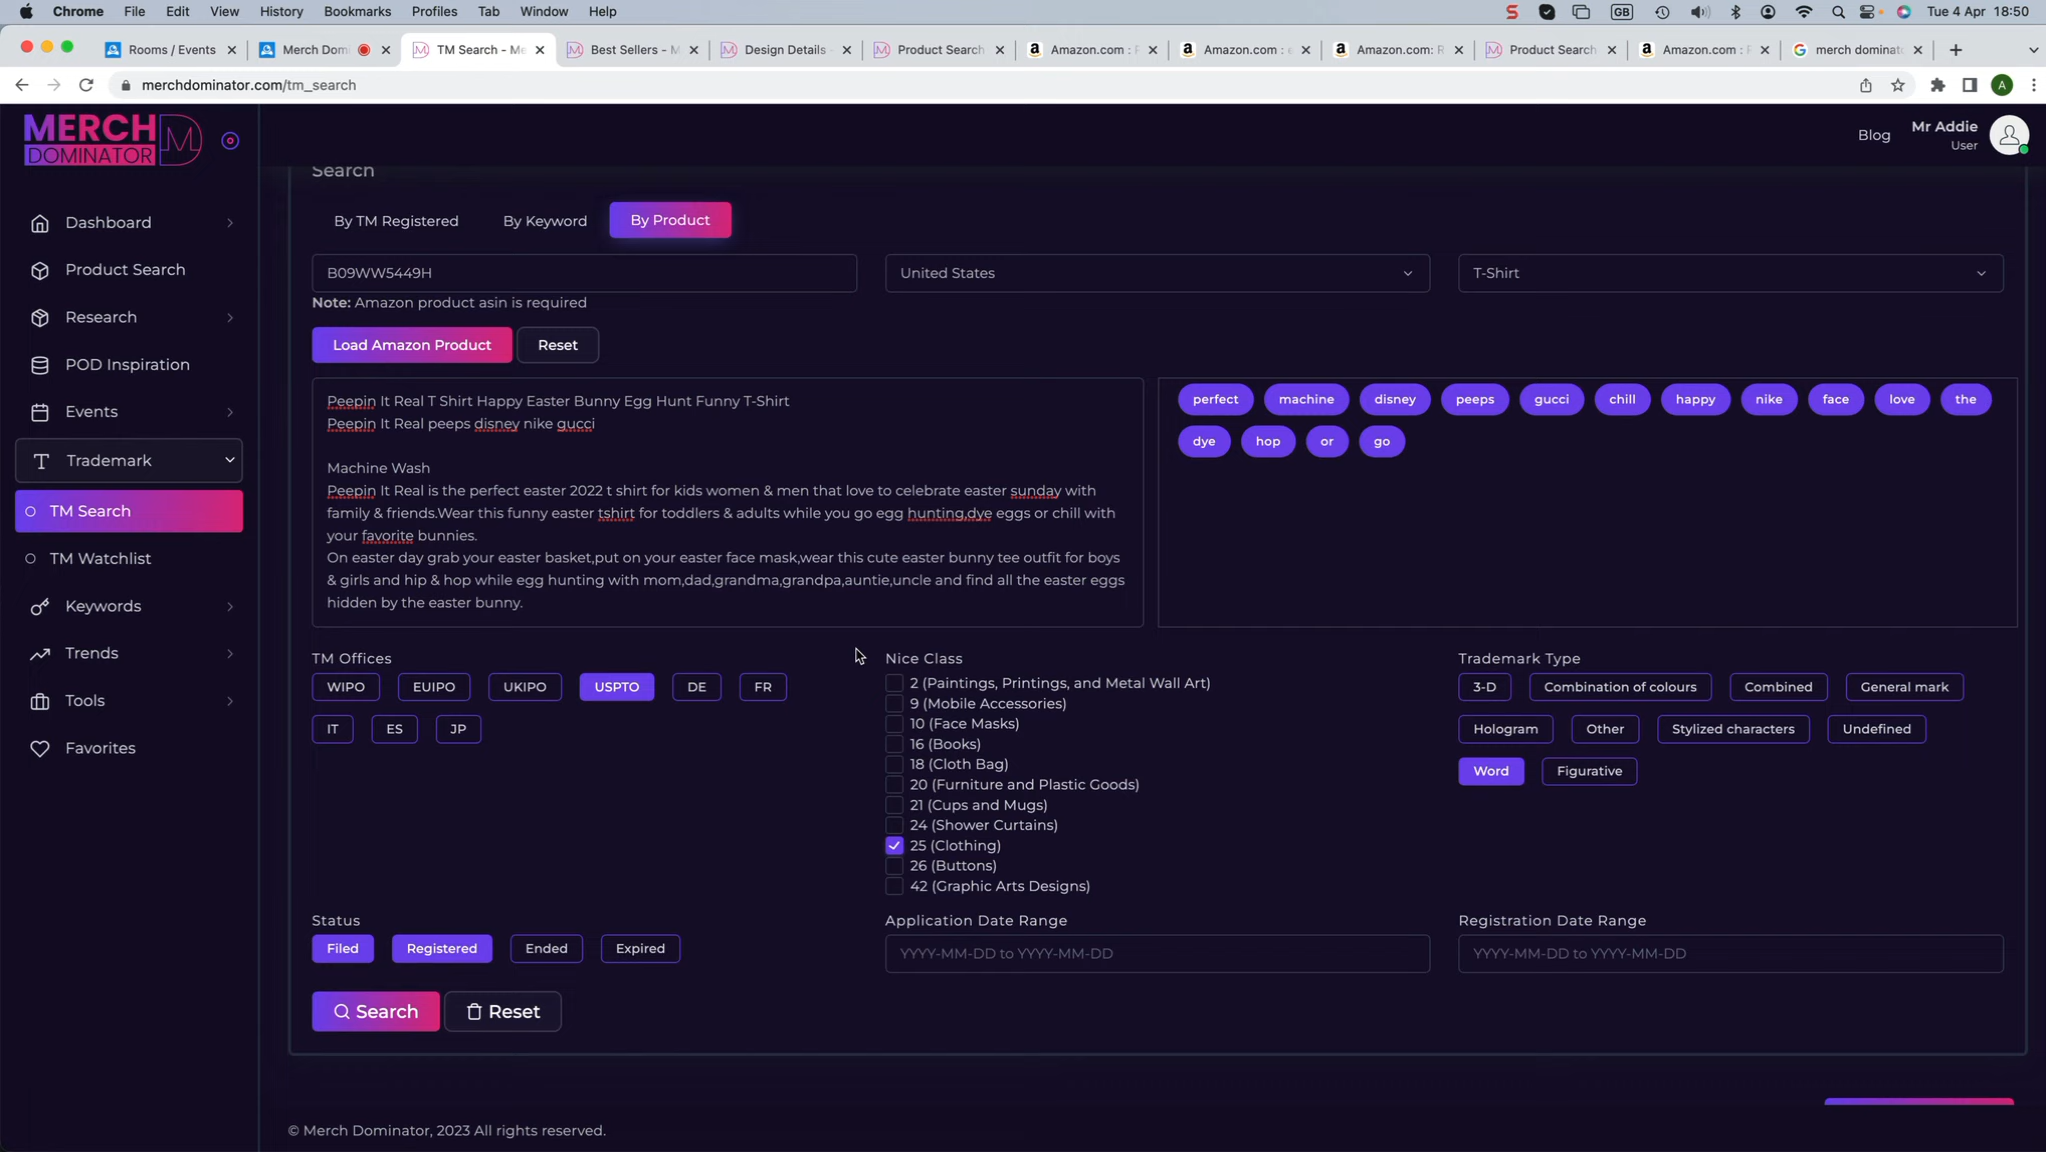 Chrome File Edit View History Bookmarks Profiles Tab Window Help S GB Tue 4 Apr 18:50
Rooms / Events TM Search - Me Best Sellers - M Design Details - Product Search Amazon.com : Amazon.com : Amazon.com: Product Search Amazon.com : merch dominat
merchdominator.com/tm_search A
MERCH
DOMINATOR
Blog
Mr Addie
User
Dashboard
Product Search
Research
POD Inspiration
Events
Trademark
TM Search
TM Watchlist
Keywords
Trends
Tools
Favorites
Search
By TM Registered By Keyword By Product
B09WW5449H United States T-Shirt
Note: Amazon product asin is required
Load Amazon Product Reset
Peepin It Real T Shirt Happy Easter Bunny Egg Hunt Funny T-Shirt
Peepin It Real peeps disney nike gucci
Machine Wash
Peepin It Real is the perfect easter 2022 t shirt for kids women & men that love to celebrate easter sunday with
family & friends.Wear this funny easter tshirt for toddlers & adults while you go egg hunting,dye eggs or chill with
your favorite bunnies.
On easter day grab your easter basket,put on your easter face mask,wear this cute easter bunny tee outfit for boys
& girls and hip & hop while egg hunting with mom,dad,grandma,grandpa,auntie,uncle and find all the easter eggs
hidden by the easter bunny.
perfect machine disney peeps gucci chill happy nike face love the
dye hop or go
TM Offices
WIPO EUIPO UKIPO USPTO DE FR
IT ES JP
Nice Class
2 (Paintings, Printings, and Metal Wall Art)
9 (Mobile Accessories)
10 (Face Masks)
16 (Books)
18 (Cloth Bag)
20 (Furniture and Plastic Goods)
21 (Cups and Mugs)
24 (Shower Curtains)
25 (Clothing)
26 (Buttons)
42 (Graphic Arts Designs)
Trademark Type
3-D Combination of colours Combined General mark
Hologram Other Stylized characters Undefined
Word Figurative
Status
Filed Registered Ended Expired
Application Date Range
YYYY-MM-DD to YYYY-MM-DD
Registration Date Range
YYYY-MM-DD to YYYY-MM-DD
Search Reset
© Merch Dominator, 2023 All rights reserved.